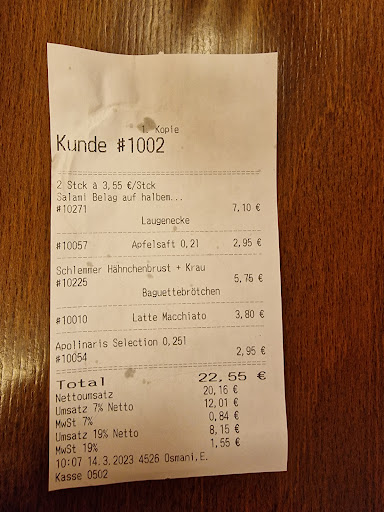 1. Kopie
Kunde #1002
2 Stck à 3,55 €/Stck
Salami Belag auf halbem...
#10271 7,10 €
Laugenecke
#10057 Apfelsaft 0,2l 2,95 €
Schlemmer Hähnchenbrust + Krau
#10225 5,75 €
Baguettebrötchen
#10010 Latte Macchiato 3,80 €
Apolinaris Selection 0,25l
#10054 2,95 €
Total 22,55 €
Nettoumsatz 20,16 €
Umsatz 7% Netto 12,01 €
MwSt 7% 0,84 €
Umsatz 19% Netto 8,15 €
MwSt 19% 1,55 €
10:07 14.3.2023 4526 Osmani,E.
Kasse 0502